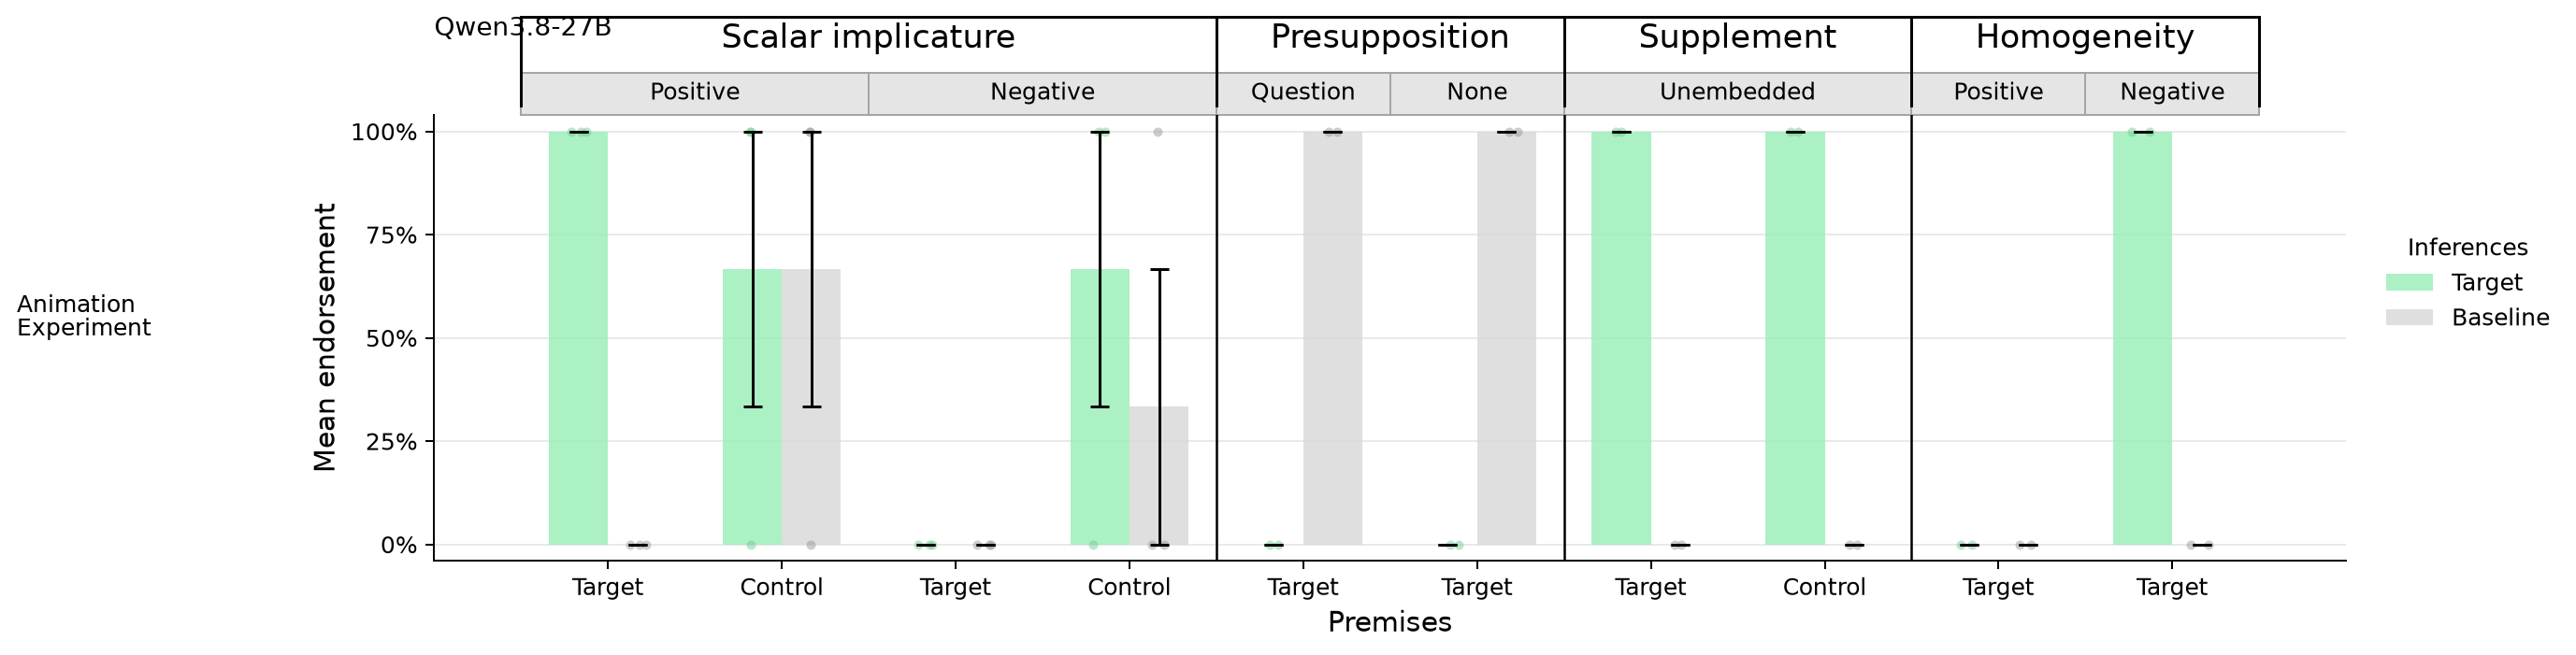 Qwen3.8-27B
Scalar implicature Presupposition Supplement Homogeneity
Positive Negative Question None Unembedded Positive Negative
100%
75%
50%
25%
0%
Mean endorsement
Animation
Experiment
Target Control Target Control Target Target Target Control Target Target
Premises
Inferences
Target
Baseline